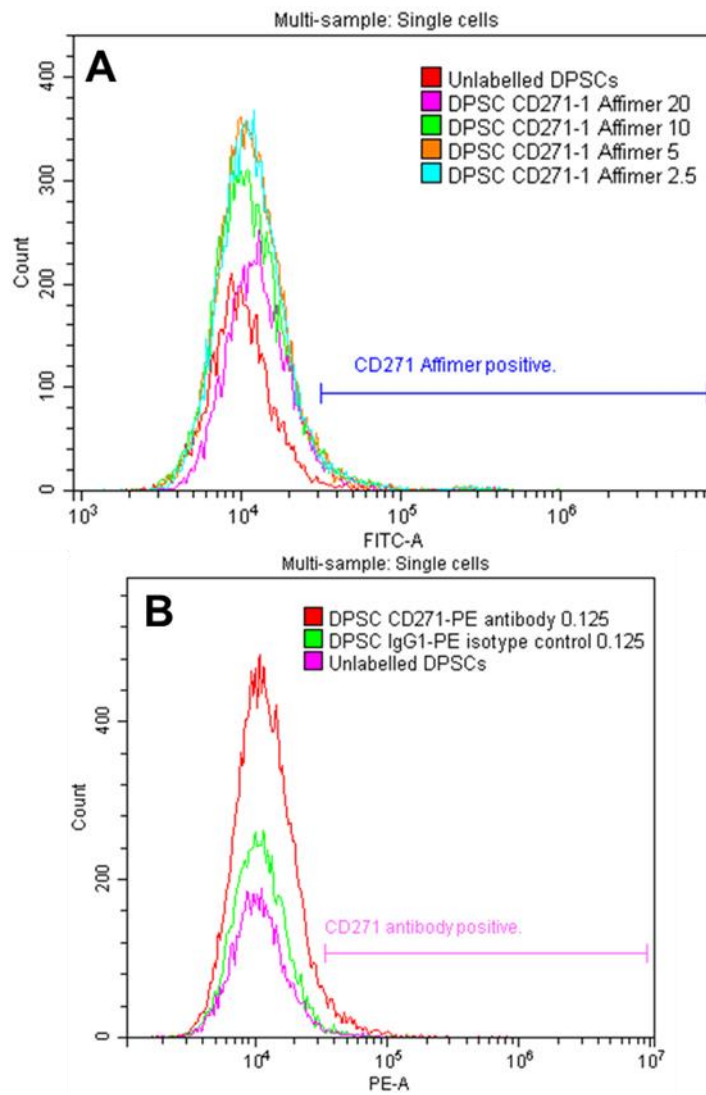 Multi-sample: Single cells
A
Unlabelled DPSCs
DPSC CD271-1 Affimer 20
DPSC CD271-1 Affimer 10
DPSC CD271-1 Affimer 5
DPSC CD271-1 Affimer 2.5
400
300
200
100
0
Count
CD271 Affimer positive.
10³ 10⁴ 10⁵ 10⁶
FITC-A
Multi-sample: Single cells
B
DPSC CD271-PE antibody 0.125
DPSC IgG1-PE isotype control 0.125
Unlabelled DPSCs
400
200
0
Count
CD271 antibody positive.
10⁴ 10⁵ 10⁶ 10⁷
PE-A